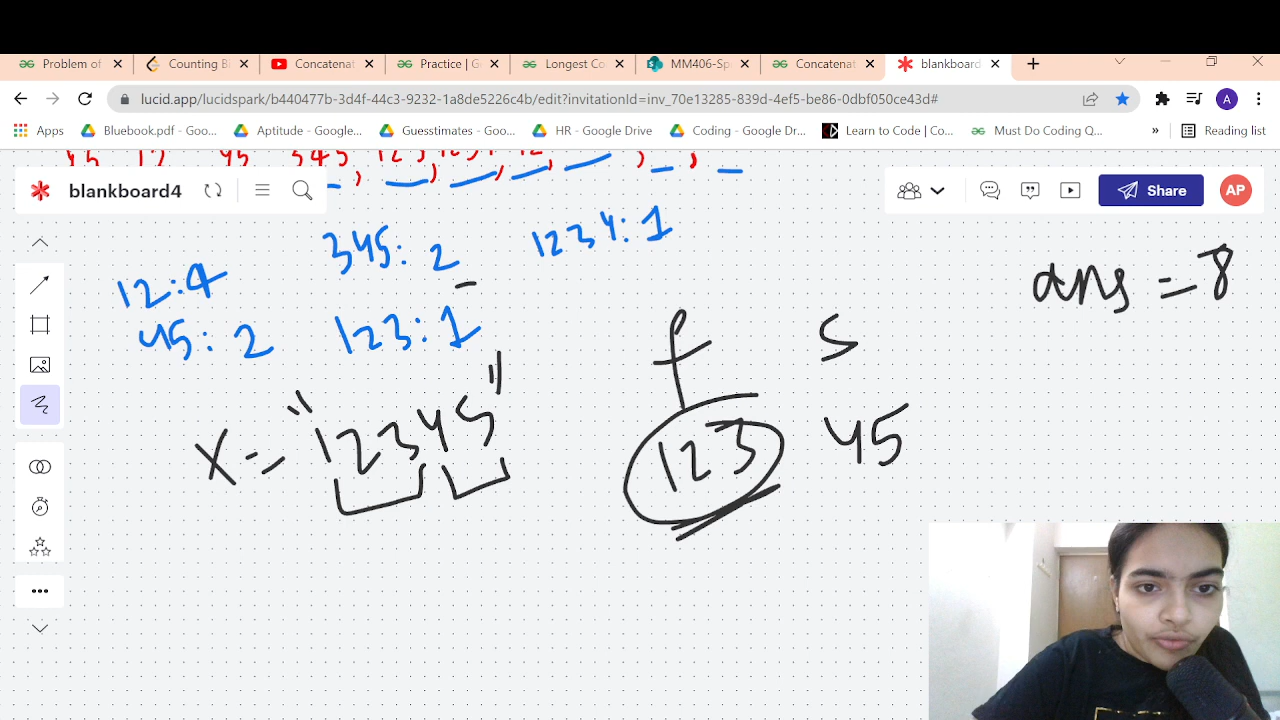 Problem of
Counting Bi
Concatenat
Practice | G
Longest Co
MM406-Sp
Concatenat
blankboard
lucid.app/lucidspark/b440477b-3d4f-44c3-9232-1a8de5226c4b/edit?invitationId=inv_70e13285-839d-4ef5-be86-0dbf050ce43d#
A
Apps
Bluebook.pdf - Goo...
Aptitude - Google...
Guesstimates - Goo...
HR - Google Drive
Coding - Google Dr...
Learn to Code | Co...
Must Do Coding Q...
»
Reading list
blankboard4
Share
AP
345: 2
1234: 1
12:4
45: 2
123: 1
ans = 8
f
S
X = "12345"
123
45